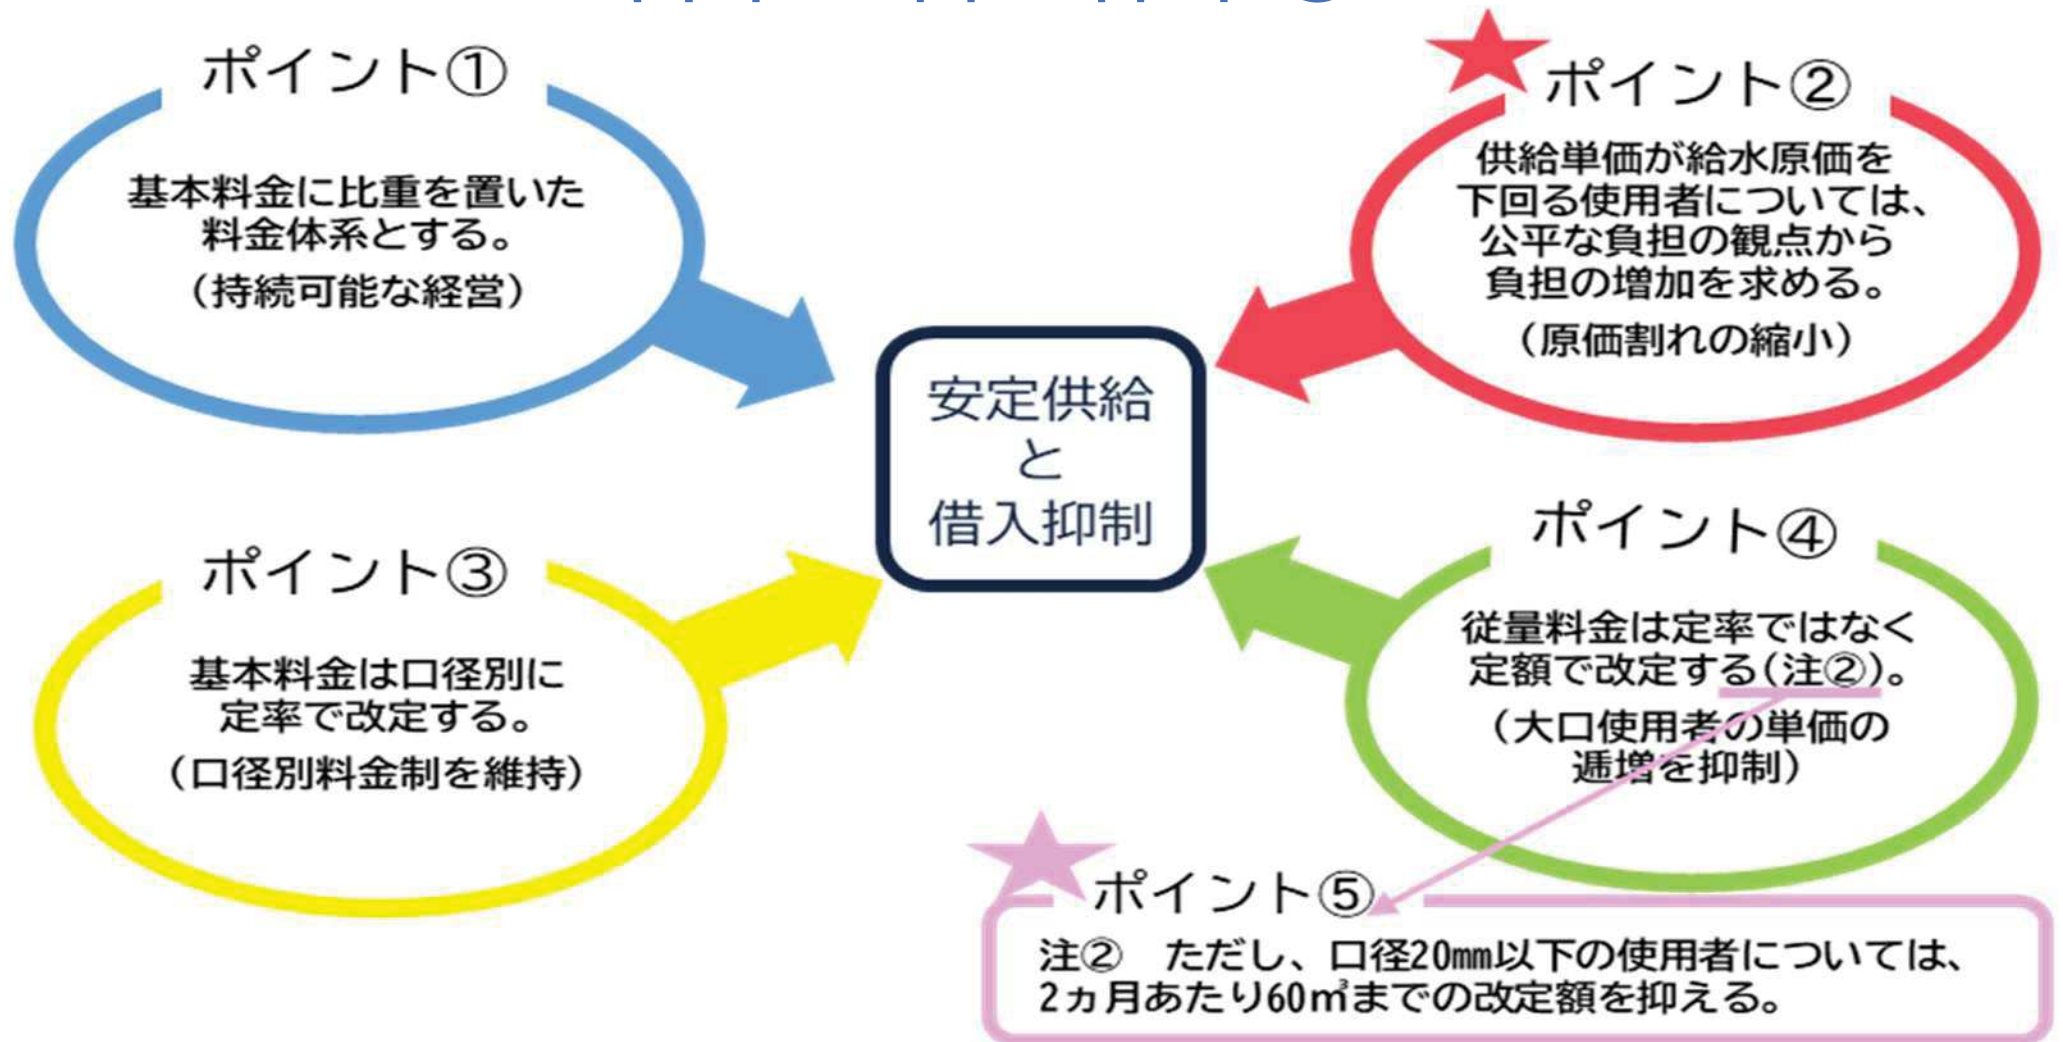 ポイント①
基本料金に比重を置いた
料金体系とする。
（持続可能な経営）
ポイント②
供給単価が給水原価を
下回る使用者については、
公平な負担の観点から
負担の増加を求める。
（原価割れの縮小）
安定供給
と
借入抑制
ポイント③
基本料金は口径別に
定率で改定する。
（口径別料金制を維持）
ポイント④
従量料金は定率ではなく
定額で改定する（注②）。
（大口使用者の単価の
逓増を抑制）
ポイント⑤
注②　ただし、口径20㎜以下の使用者については、
2ヵ月あたり60㎥までの改定額を抑える。